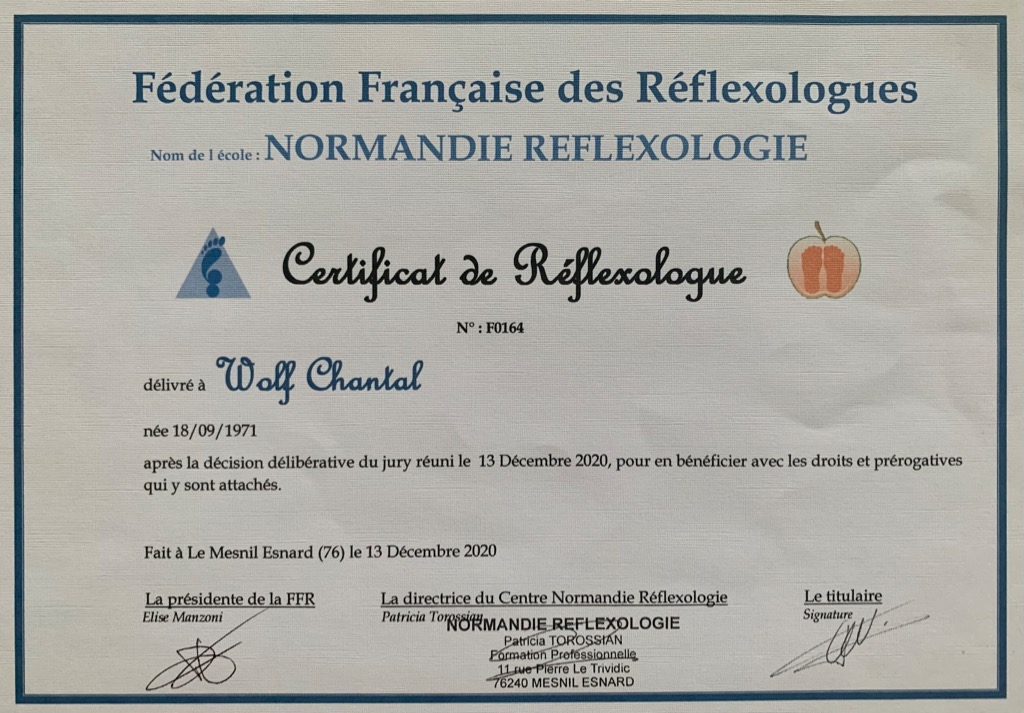 Fédération Française des Réflexologues
Nom de l école : NORMANDIE REFLEXOLOGIE
Certificat de Réflexologue
N° : F0164
délivré à Wolf Chantal
née 18/09/1971
après la décision délibérative du jury réuni le 13 Décembre 2020, pour en bénéficier avec les droits et prérogatives
qui y sont attachés.
Fait à Le Mesnil Esnard (76) le 13 Décembre 2020
La présidente de la FFR
Elise Manzoni
La directrice du Centre Normandie Réflexologie
Patricia Torossian
NORMANDIE REFLEXOLOGIE
Patricia TOROSSIAN
Formation Professionnelle
11 rue Pierre Le Trividic
76240 MESNIL ESNARD
Le titulaire
Signature